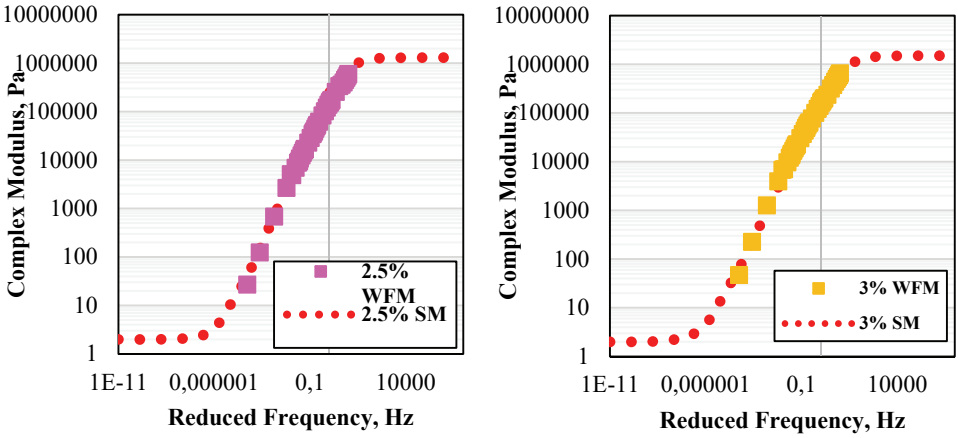 Complex Modulus, Pa
10000000
1000000
100000
10000
1000
100
10
1
2.5%
WFM
2.5% SM
1E-11
0,000001
0,1
10000
Reduced Frequency, Hz
Complex Modulus, Pa
10000000
1000000
100000
10000
1000
100
10
1
3% WFM
3% SM
1E-11
0,000001
0,1
10000
Reduced Frequency, Hz